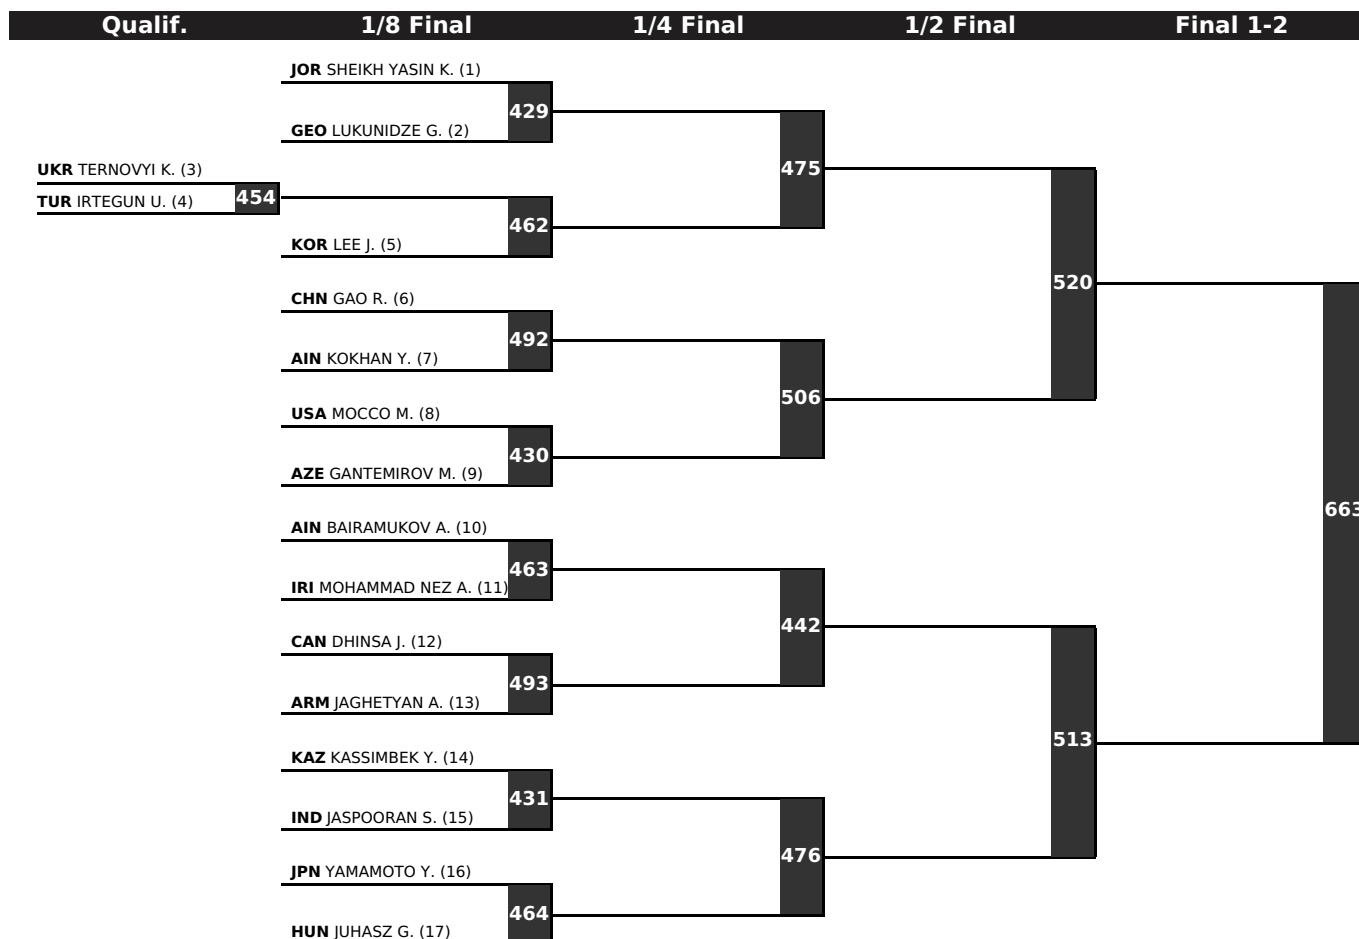 Qualif. 1/8 Final 1/4 Final 1/2 Final Final 1-2
JOR SHEIKH YASIN K. (1)
429
GEO LUKUNIDZE G. (2)
UKR TERNOVYI K. (3)
475
TUR IRTEGUN U. (4) 454
462
KOR LEE J. (5)
520
CHN GAO R. (6)
492
AIN KOKHAN Y. (7)
506
USA MOCCO M. (8)
430
AZE GANTEMIROV M. (9)
663
AIN BAIRAMUKOV A. (10)
463
IRI MOHAMMAD NEZ A. (11)
442
CAN DHINSA J. (12)
493
ARM JAGHETYAN A. (13)
513
KAZ KASSIMBEK Y. (14)
431
IND JASPOORAN S. (15)
476
JPN YAMAMOTO Y. (16)
464
HUN JUHASZ G. (17)